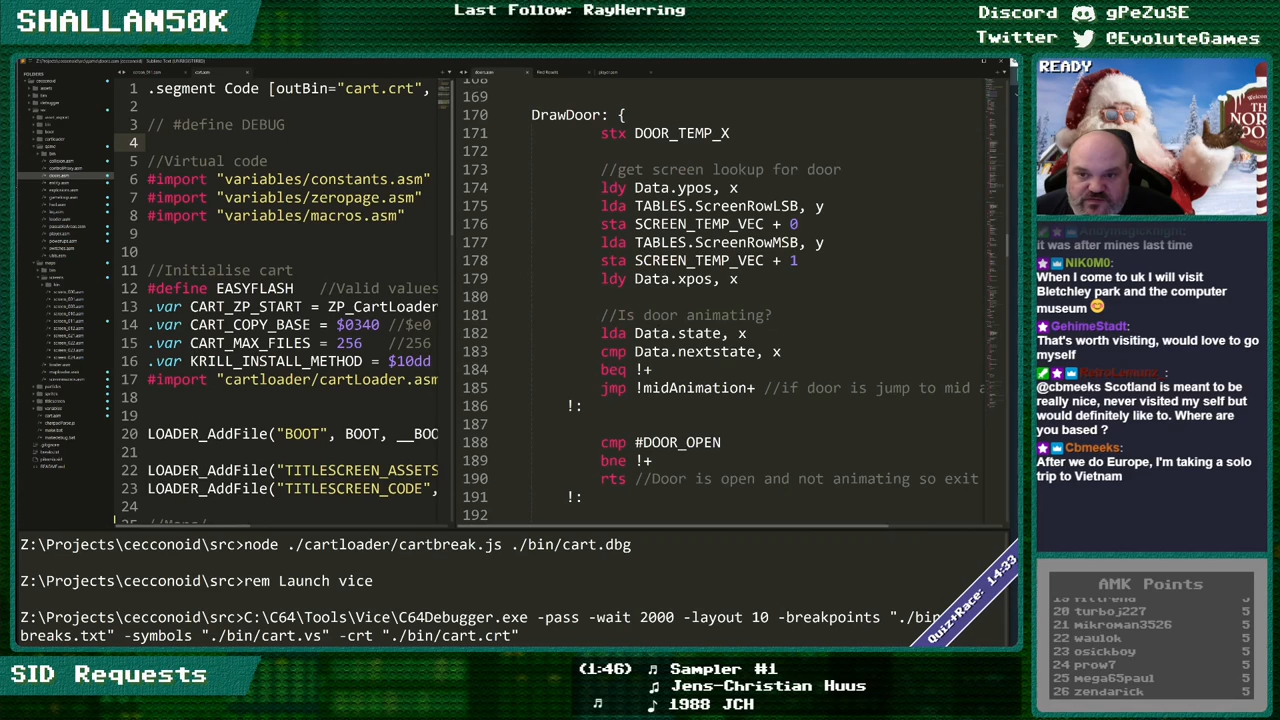 SHALLAN50K
Last Follow: RayHerring
Discord gPeZuSE
Twitter @EvoluteGames
FOLDERS
1 .segment Code [outBin="cart.crt",
2
3 // #define DEBUG
4
5 //Virtual code
6 #import "variables/constants.asm"
7 #import "variables/zeropage.asm"
8 #import "variables/macros.asm"
9
10
11 //Initialise cart
12 #define EASYFLASH //Valid values
13 .var CART_ZP_START = ZP_CartLoader
14 .var CART_COPY_BASE = $0340 //$e0
15 .var CART_MAX_FILES = 256 //256
16 .var KRILL_INSTALL_METHOD = $10dd
17 #import "cartloader/cartLoader.asm
18
19
20 LOADER_AddFile("BOOT", BOOT, __BOO
21
22 LOADER_AddFile("TITLESCREEN_ASSETS
23 LOADER_AddFile("TITLESCREEN_CODE",
24
168
169
170 DrawDoor: {
171 stx DOOR_TEMP_X
172
173 //get screen lookup for door
174 ldy Data.ypos, x
175 lda TABLES.ScreenRowLSB, y
176 sta SCREEN_TEMP_VEC + 0
177 lda TABLES.ScreenRowMSB, y
178 sta SCREEN_TEMP_VEC + 1
179 ldy Data.xpos, x
180
181 //Is door animating?
182 lda Data.state, x
183 cmp Data.nextstate, x
184 beq !+
185 jmp !midAnimation+ //if door is jump to mid a
186 !:
187
188 cmp #DOOR_OPEN
189 bne !+
190 rts //Door is open and not animating so exit
191 !:
192
Z:\Projects\cecconoid\src>node ./cartloader/cartbreak.js ./bin/cart.dbg
Z:\Projects\cecconoid\src>rem Launch vice
Z:\Projects\cecconoid\src>C:\C64\Tools\Vice\C64Debugger.exe -pass -wait 2000 -layout 10 -breakpoints "./bin
breaks.txt" -symbols "./bin/cart.vs" -crt "./bin/cart.crt"
Quiz+Race: 14:33
READY
it was after mines last time
NIK0M0:
When I come to uk I will visit
Bletchley park and the computer
museum
GehimeStadt:
That's worth visiting, would love to go
myself
@cbmeeks Scotland is meant to be
really nice, never visited my self but
would definitely like to. Where are
you based ?
Cbmeeks:
After we do Europe, I'm taking a solo
trip to Vietnam
AMK Points
20 turboj227 5
21 mikroman3526 5
22 waulok 5
23 osickboy 5
24 prow7 5
25 mega65paul 5
26 zendarick 5
SID Requests
(1:46) Sampler #1
Jens-Christian Huus
1988 JCH